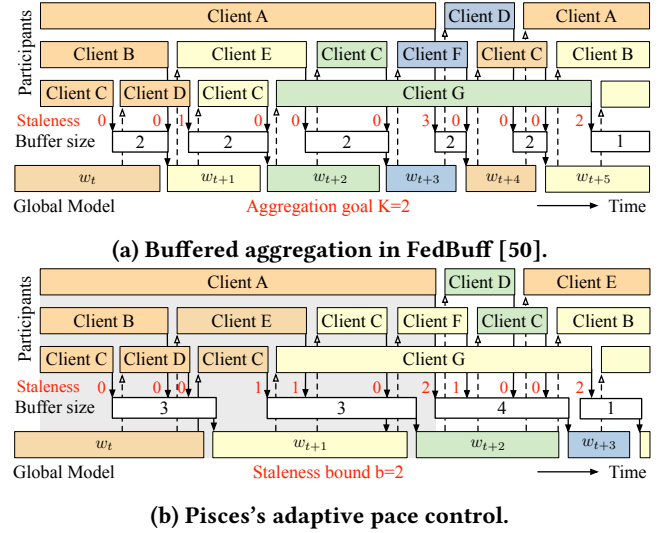 Participants
Client A Client D Client A
Client B Client E Client C Client F Client C Client B
Client C Client D Client C Client G
Staleness 0 0 1 0 0 0 3 0 0 0 2
Buffer size 2 2 2 2 2 1
w_t w_{t+1} w_{t+2} w_{t+3} w_{t+4} w_{t+5}
Global Model Aggregation goal K=2 Time
(a) Buffered aggregation in FedBuff [50].
Participants
Client A Client D Client E
Client B Client E Client C Client F Client C Client B
Client C Client D Client C Client G
Staleness 0 0 0 1 1 0 2 1 0 0 2
Buffer size 3 3 4 1
w_t w_{t+1} w_{t+2} w_{t+3}
Global Model Staleness bound b=2 Time
(b) Pisces's adaptive pace control.